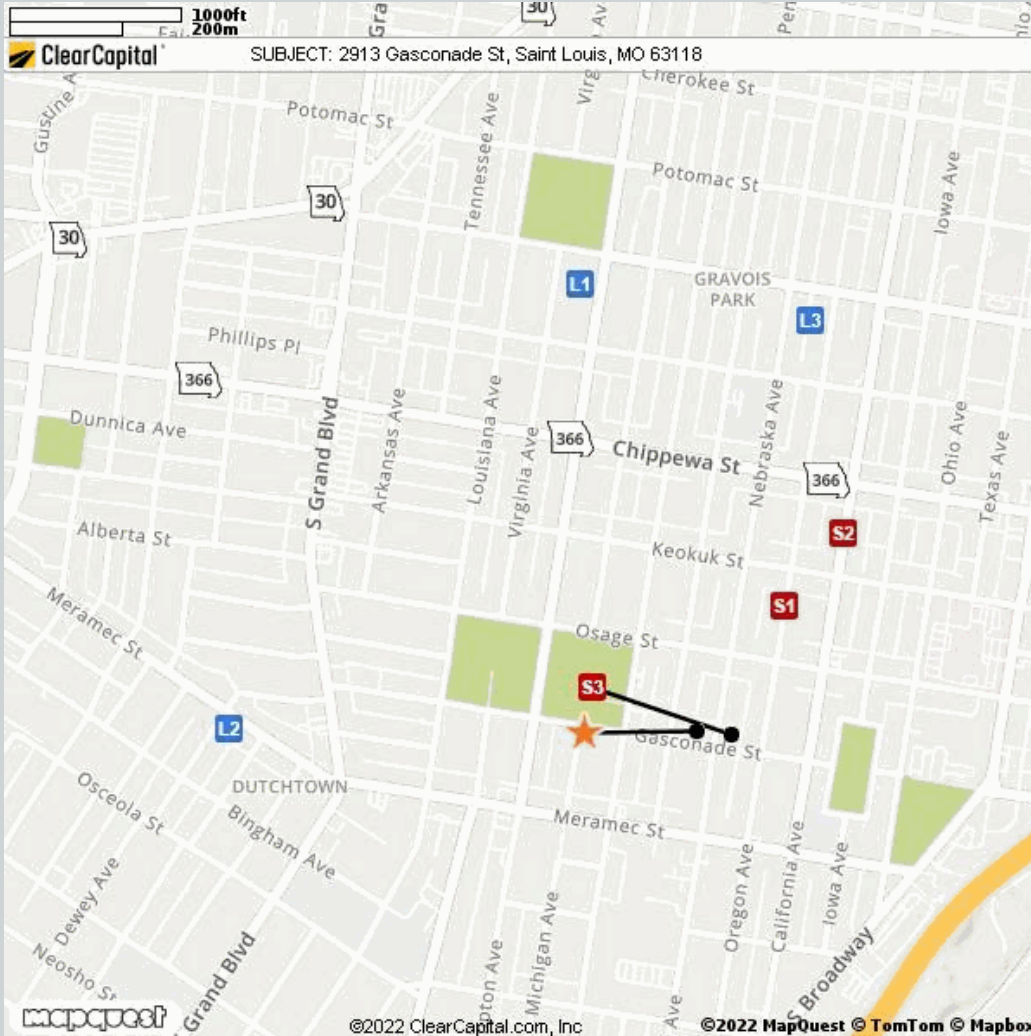 1000ft
200m
30
ClearCapital
SUBJECT: 2913 Gasconade St, Saint Louis, MO 63118
Cherokee St
Gustine A
Potomac St
Tennessee Ave
Virg
Potomac St
Iowa Ave
30
30
L1
GRAVOIS
PARK
L3
Phillips Pl
366
Dunnica Ave
S Grand Blvd
Arkansas Ave
Louisiana Ave
Virginia Ave
366
Chippewa St
Nebraska Ave
366
Ohio Ave
Texas Ave
S2
Alberta St
Keokuk St
S1
Meramec St
Osage St
S3
L2
Gasconade St
DUTCHTOWN
Osceola St
Bingham Ave
Meramec St
Dewey Ave
Oregon Ave
California Ave
Iowa Ave
Michigan Ave
pton Ave
Ave
S Broadway
Neosho St
Grand Blvd
mapquest
©2022 ClearCapital.com, Inc
©2022 MapQuest © TomTom © Mapbox